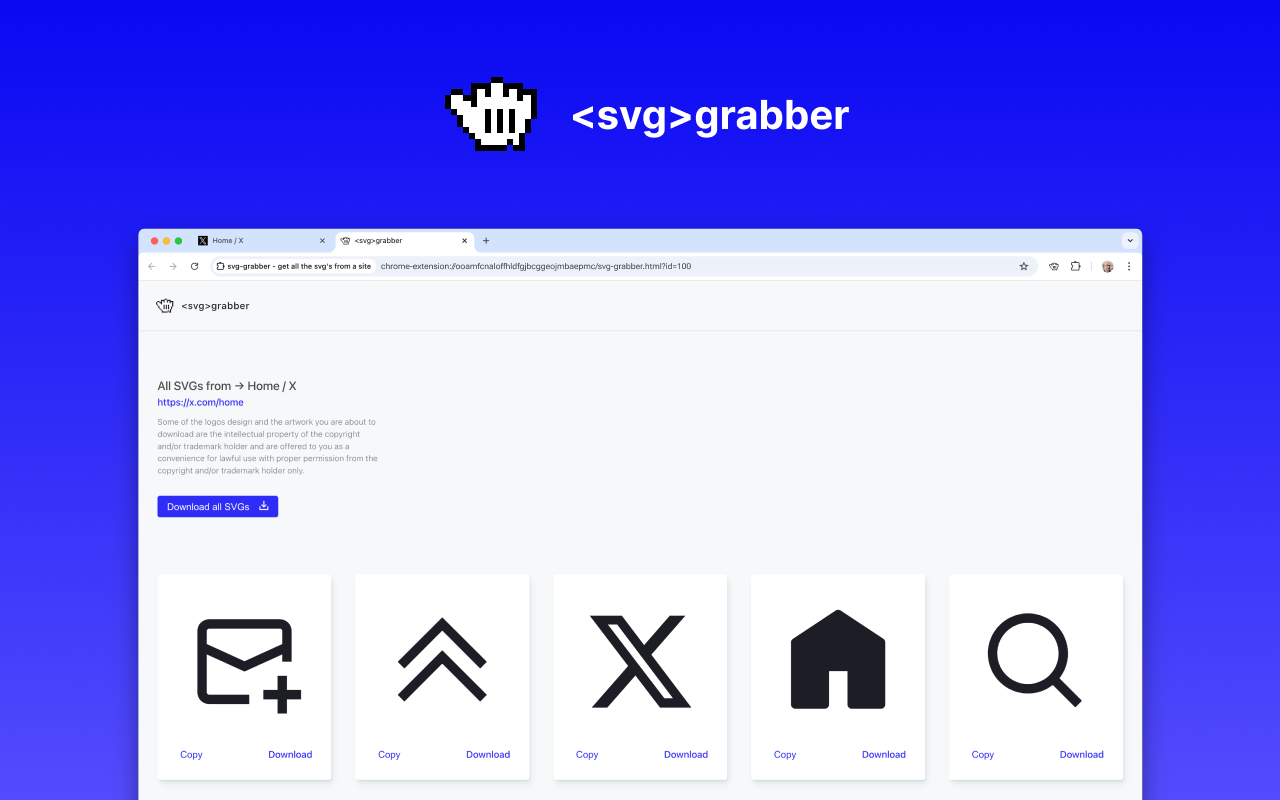 <svg>grabber
Home / X
<svg>grabber
svg-grabber - get all the svg's from a site
chrome-extension://ooamfcnaloffhldfgjbcggeojmbaepmc/svg-grabber.html?id=100
<svg>grabber
All SVGs from → Home / X
https://x.com/home
Some of the logos design and the artwork you are about to
download are the intellectual property of the copyright
and/or trademark holder and are offered to you as a
convenience for lawful use with proper permission from the
copyright and/or trademark holder only.
Download all SVGs
Copy Download Copy Download Copy Download Copy Download Copy Download